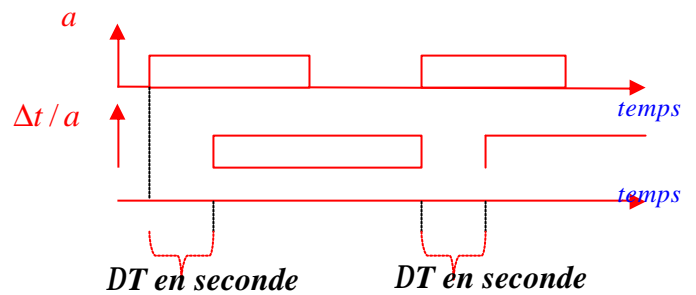 a
temps
Δt / a
temps
DT en seconde
DT en seconde